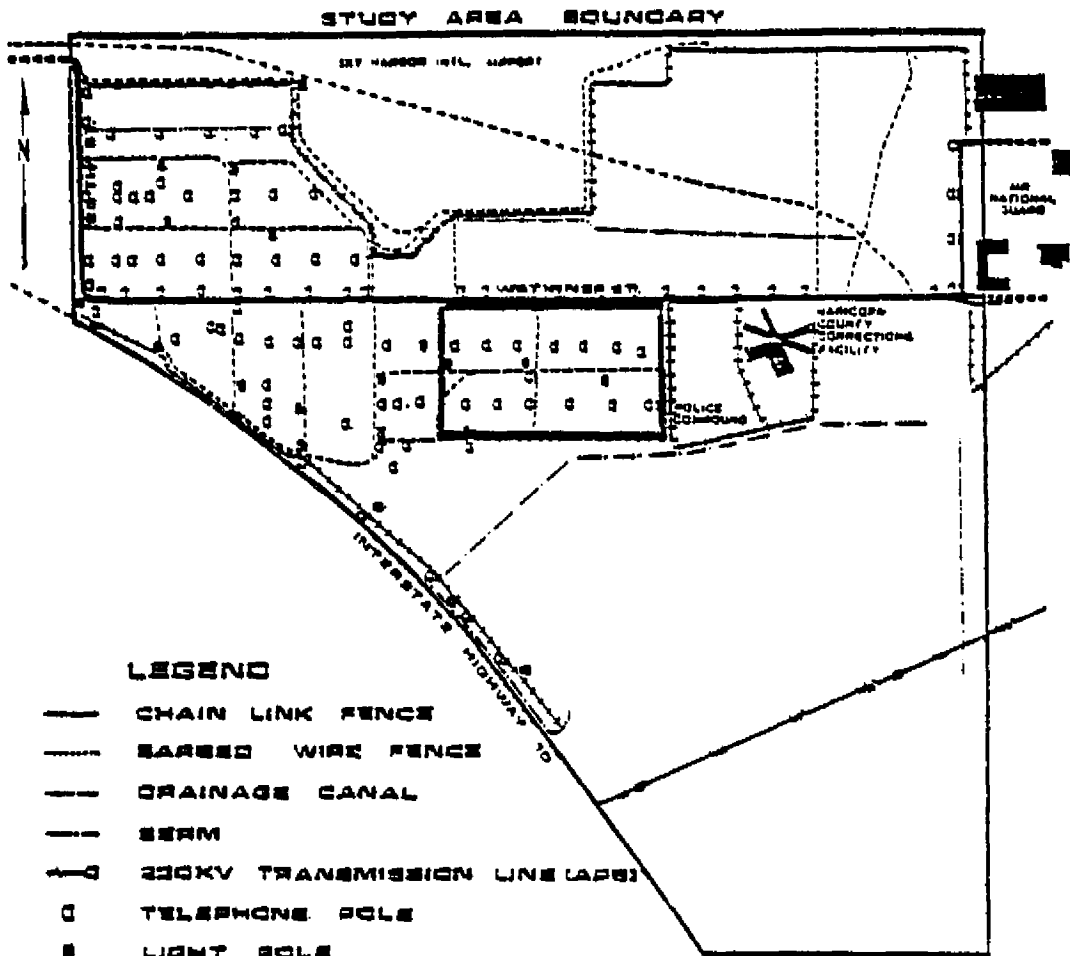 STUDY AREA BOUNDARY
SKY HARBOR INTL. AIRPORT
N
AIR
NATIONAL
GUARD
WATKINS ST.
MARICOPA
COUNTY
CORRECTIONS
FACILITY
POLICE
COMPOUND
INTERSTATE HIGHWAY 10
LEGEND
CHAIN LINK FENCE
BARBED WIRE FENCE
DRAINAGE CANAL
BERM
230KV TRANSMISSION LINE (APS)
TELEPHONE POLE
LIGHT POLE